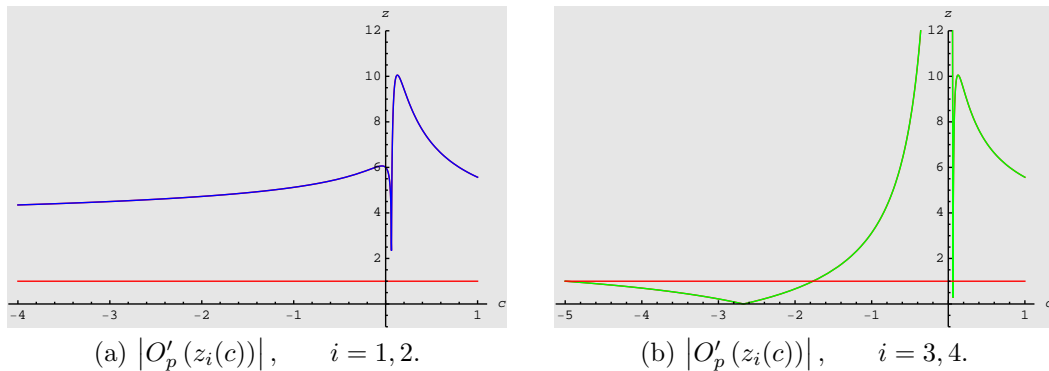 z
12
10
8
6
4
2
-4 -3 -2 -1 1 c
z
12
10
8
6
4
2
-5 -4 -3 -2 -1 1
(a) |O′p (zi(c))| , i = 1, 2.
(b) |O′p (zi(c))| , i = 3, 4.